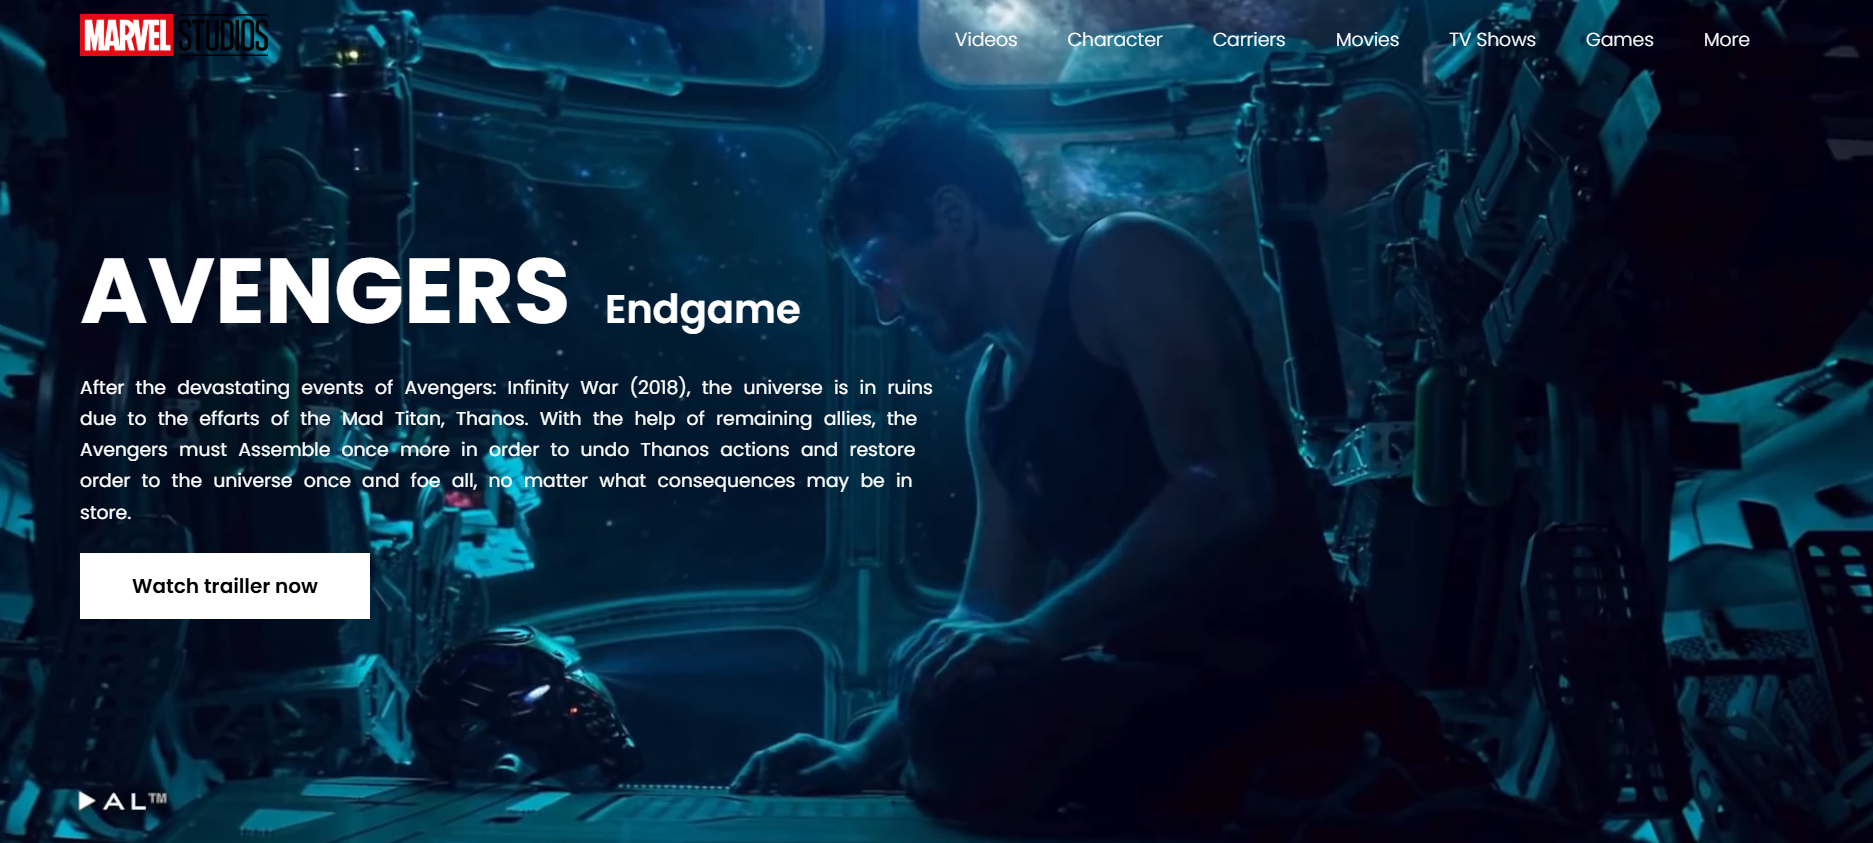 MARVEL STUDIOS
Videos Character Carriers Movies TV Shows Games More
AVENGERS Endgame
After the devastating events of Avengers: Infinity War (2018), the universe is in ruins
due to the effarts of the Mad Titan, Thanos. With the help of remaining allies, the
Avengers must Assemble once more in order to undo Thanos actions and restore
order to the universe once and foe all, no matter what consequences may be in
store.
Watch trailler now
AL™